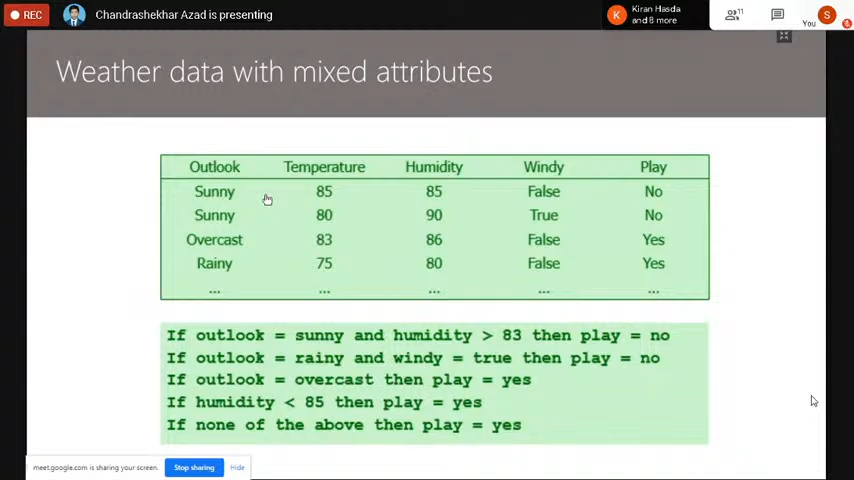 REC
Chandrashekhar Azad is presenting
Kiran Hasda
and 8 more
11
You
S
K
Weather data with mixed attributes
Outlook Temperature Humidity Windy Play
Sunny 85 85 False No
Sunny 80 90 True No
Overcast 83 86 False Yes
Rainy 75 80 False Yes
... ... ... ... ...
If outlook = sunny and humidity > 83 then play = no
If outlook = rainy and windy = true then play = no
If outlook = overcast then play = yes
If humidity < 85 then play = yes
If none of the above then play = yes
meet.google.com is sharing your screen. Stop sharing Hide